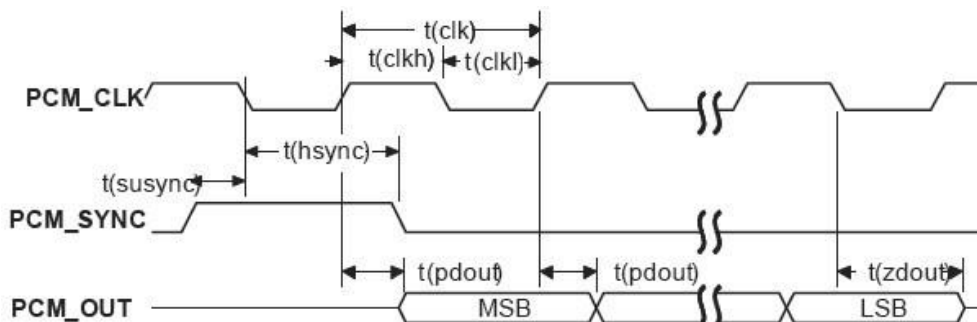 t(clk)
t(clkh) t(clkl)
PCM_CLK
t(hsync)
t(susync)
PCM_SYNC
t(pdout) t(pdout) t(zdout)
PCM_OUT MSB LSB